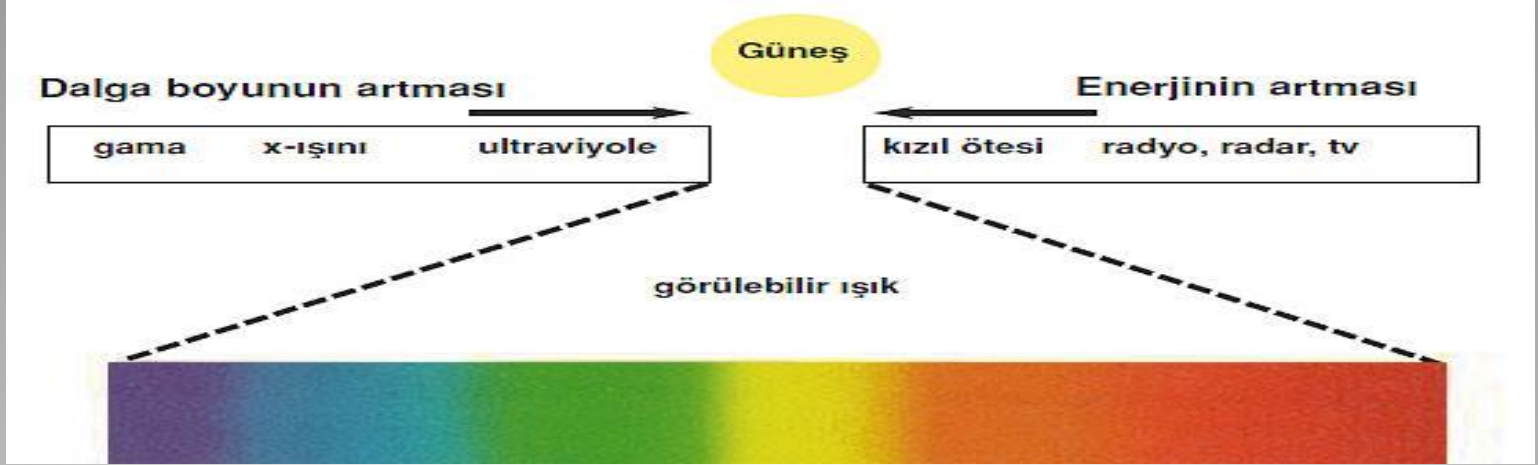 Güneş
Dalga boyunun artması
Enerjinin artması
gama x-ışını ultraviyole
kızıl ötesi radyo, radar, tv
görülebilir ışık